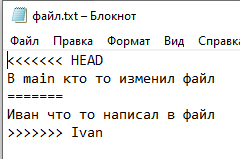 файл.txt – Блокнот
Файл Правка Формат Вид Справка
<<<<<<< HEAD
В main кто то изменил файл
=======
Иван что то написал в файл
>>>>>>> Ivan